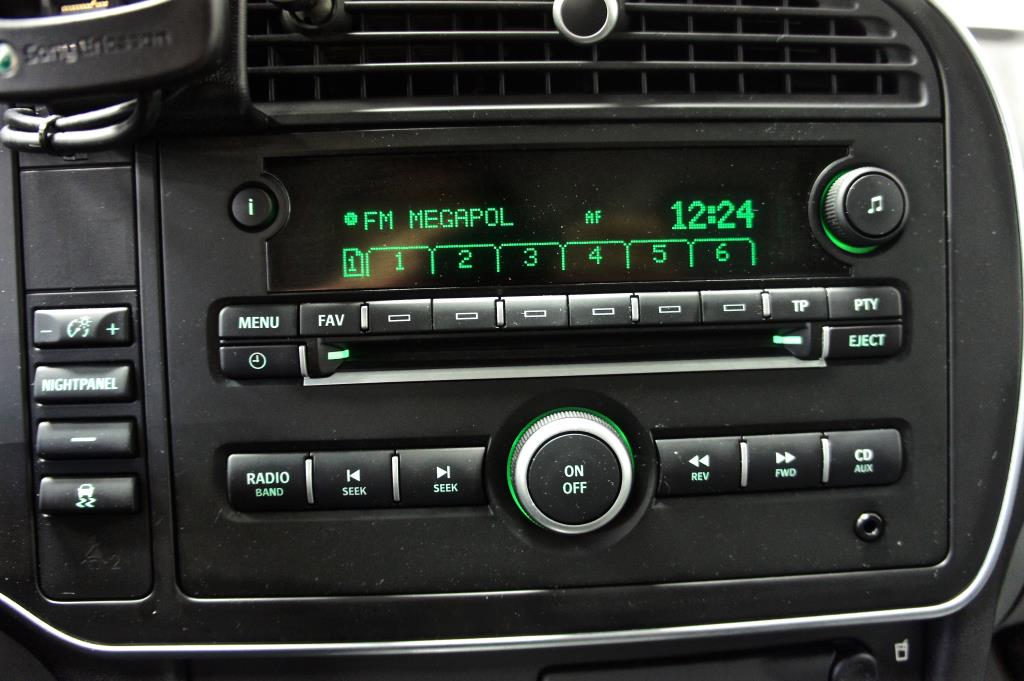 Sony Ericsson
i
FM MEGAPOL AF 12:24
1 1 2 3 4 5 6
MENU FAV TP PTY
EJECT
- +
NIGHTPANEL
RADIO BAND
SEEK
SEEK
ON OFF
REV
FWD
CD AUX